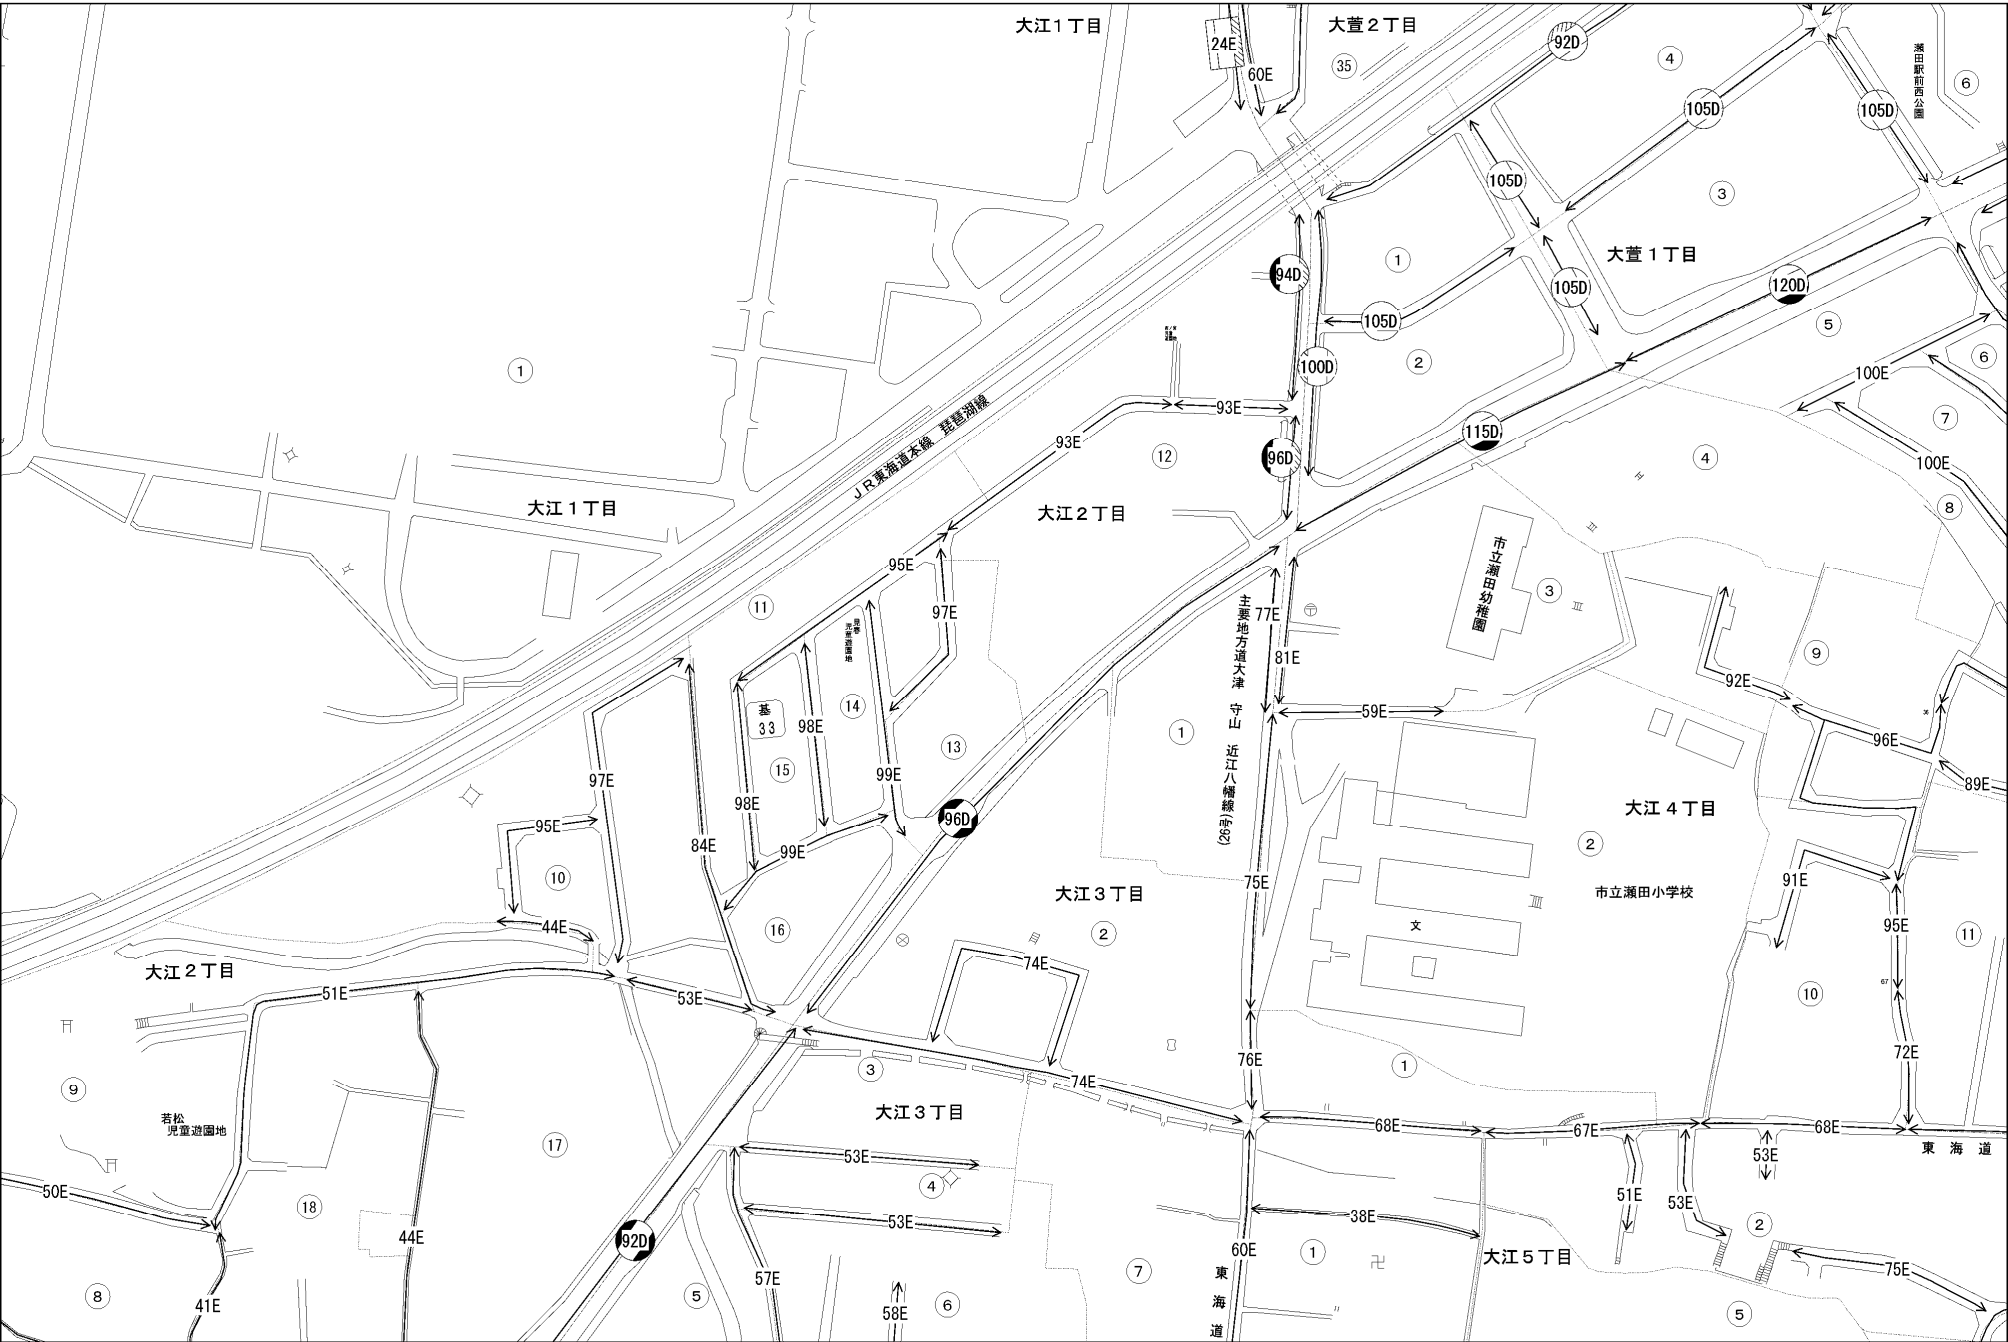 大江1丁目
大萱2丁目
24E
60E
35
92D
4
瀬田駅前西公園
6
105D
105D
105D
3
大萱1丁目
1
94D
105D
120D
105D
5
100D
2
6
1
100E
93E
7
93E
96D
115D
JR東海道本線 琵琶湖線
12
4
100E
大江1丁目
大江2丁目
8
市立瀬田幼稚園
95E
3
11
97E
見巻
児童遊園地
主要地方道大津 守山 近江八幡線(26号)
77E
81E
9
92E
基
33
14
98E
59E
1
13
96E
15
97E
99E
98E
89E
96D
大江4丁目
95E
84E
99E
2
10
大江3丁目
75E
91E
市立瀬田小学校
文
44E
16
2
95E
11
大江2丁目
74E
51E
53E
67
10
76E
72E
3
1
9
74E
大江3丁目
若松
児童遊園地
17
68E
67E
68E
東海道
53E
53E
4
50E
51E
53E
18
53E
38E
2
44E
92D
60E
1
大江5丁目
57E
7
75E
東海道
8
41E
5
58E
6
5